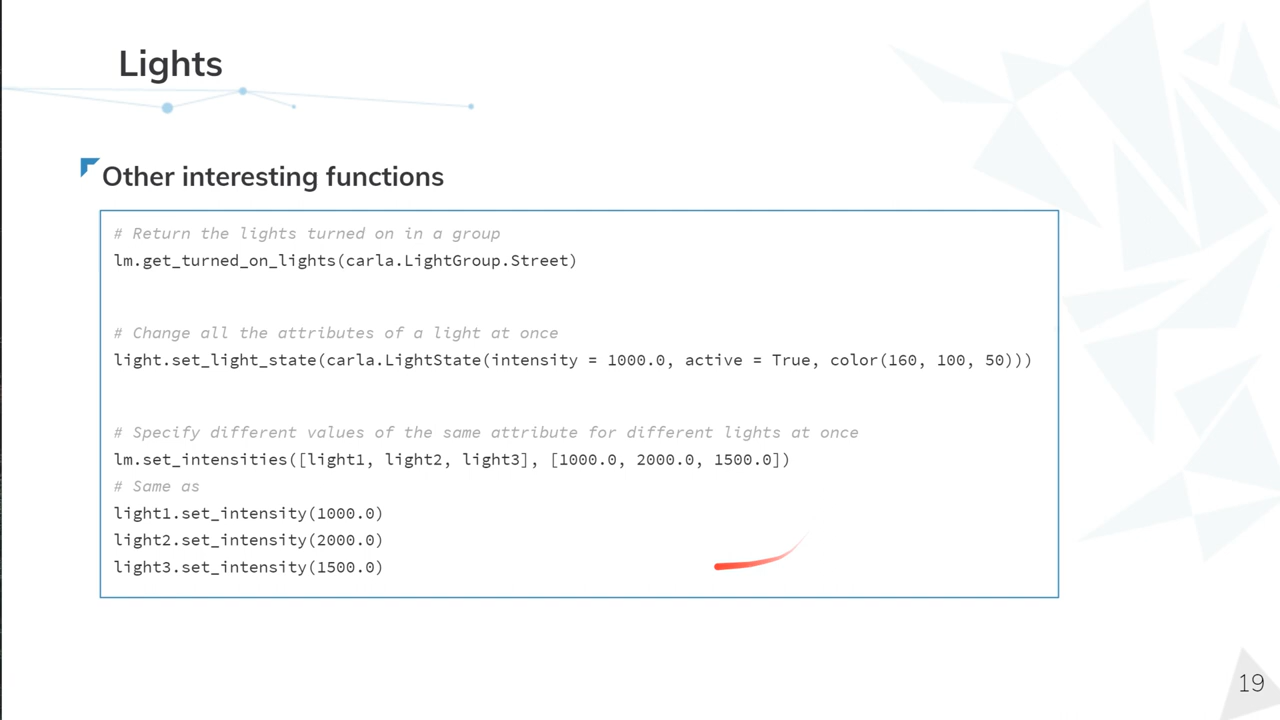 Lights
Other interesting functions
# Return the lights turned on in a group
lm.get_turned_on_lights(carla.LightGroup.Street)
# Change all the attributes of a light at once
light.set_light_state(carla.LightState(intensity = 1000.0, active = True, color(160, 100, 50)))
# Specify different values of the same attribute for different lights at once
lm.set_intensities([light1, light2, light3], [1000.0, 2000.0, 1500.0])
# Same as
light1.set_intensity(1000.0)
light2.set_intensity(2000.0)
light3.set_intensity(1500.0)
19